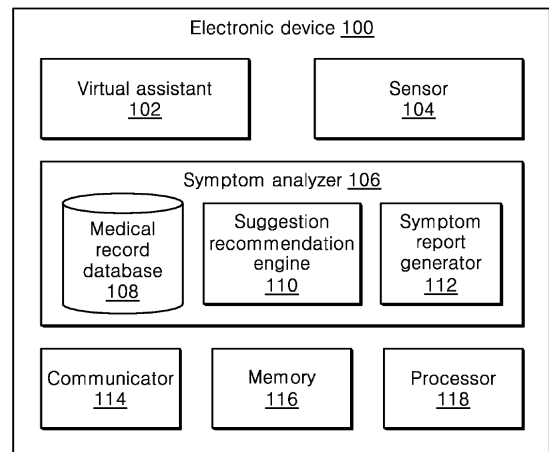 Electronic device 100
Virtual assistant
102
Sensor
104
Symptom analyzer 106
Medical
record
database
108
Suggestion
recommendation
engine
110
Symptom
report
generator
112
Communicator
114
Memory
116
Processor
118